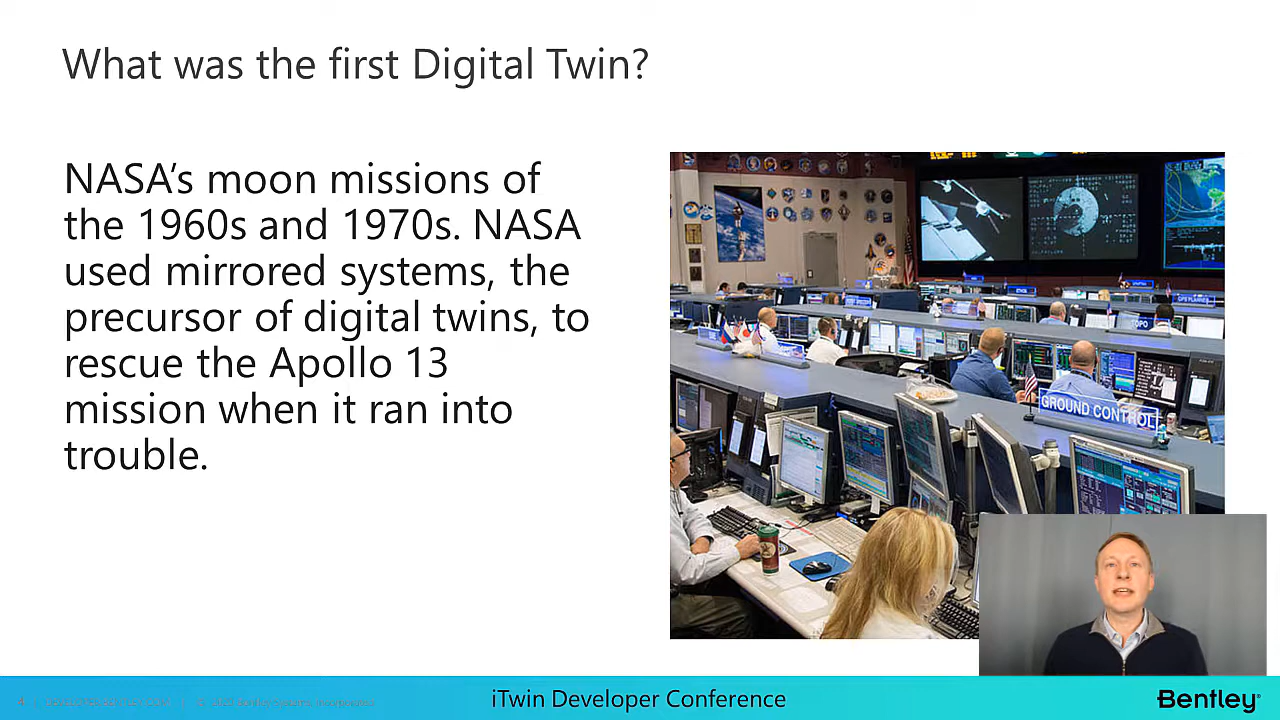 What was the first Digital Twin?
NASA's moon missions of
the 1960s and 1970s. NASA
used mirrored systems, the
precursor of digital twins, to
rescue the Apollo 13
mission when it ran into
trouble.
GROUND CONTROL
TOPO
4
iTwin Developer Conference
Bentley